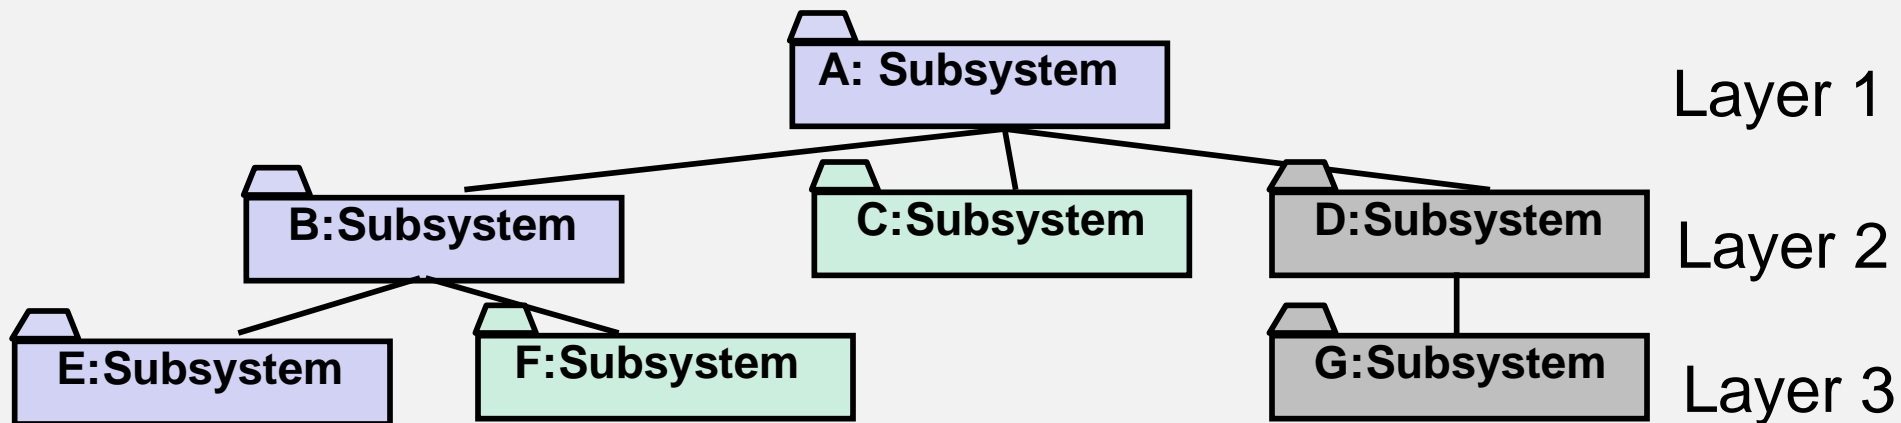 A: Subsystem
Layer 1
B:Subsystem
C:Subsystem
D:Subsystem
Layer 2
E:Subsystem
F:Subsystem
G:Subsystem
Layer 3